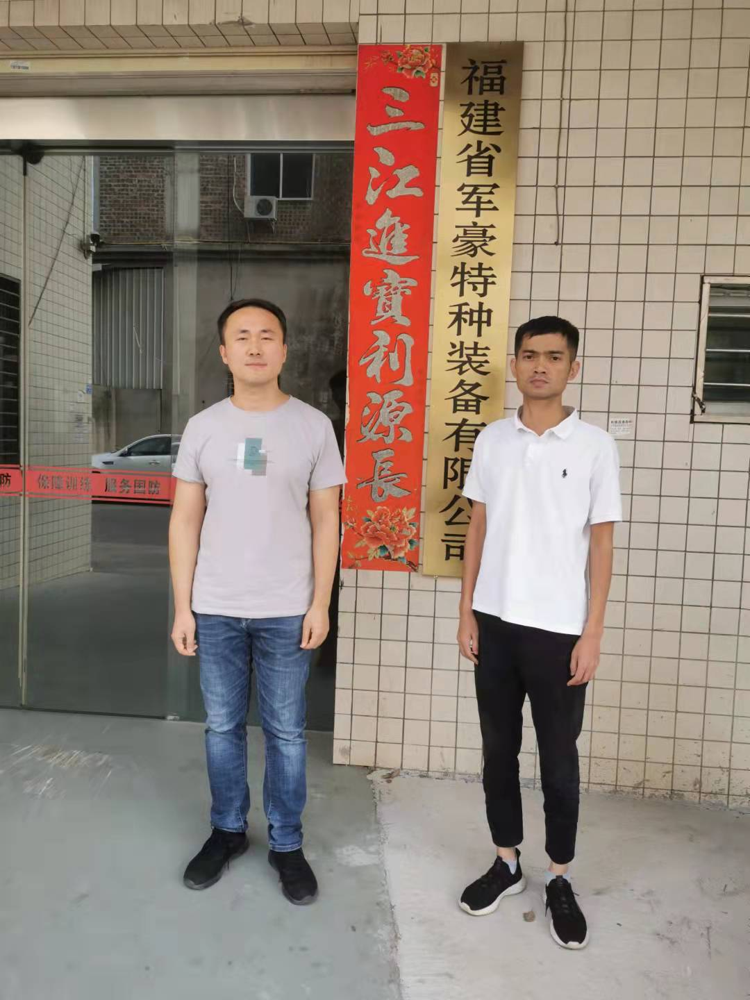 三江進寶利源長
福建省军豪特种装备有限公司
防 保障训练 服务国防